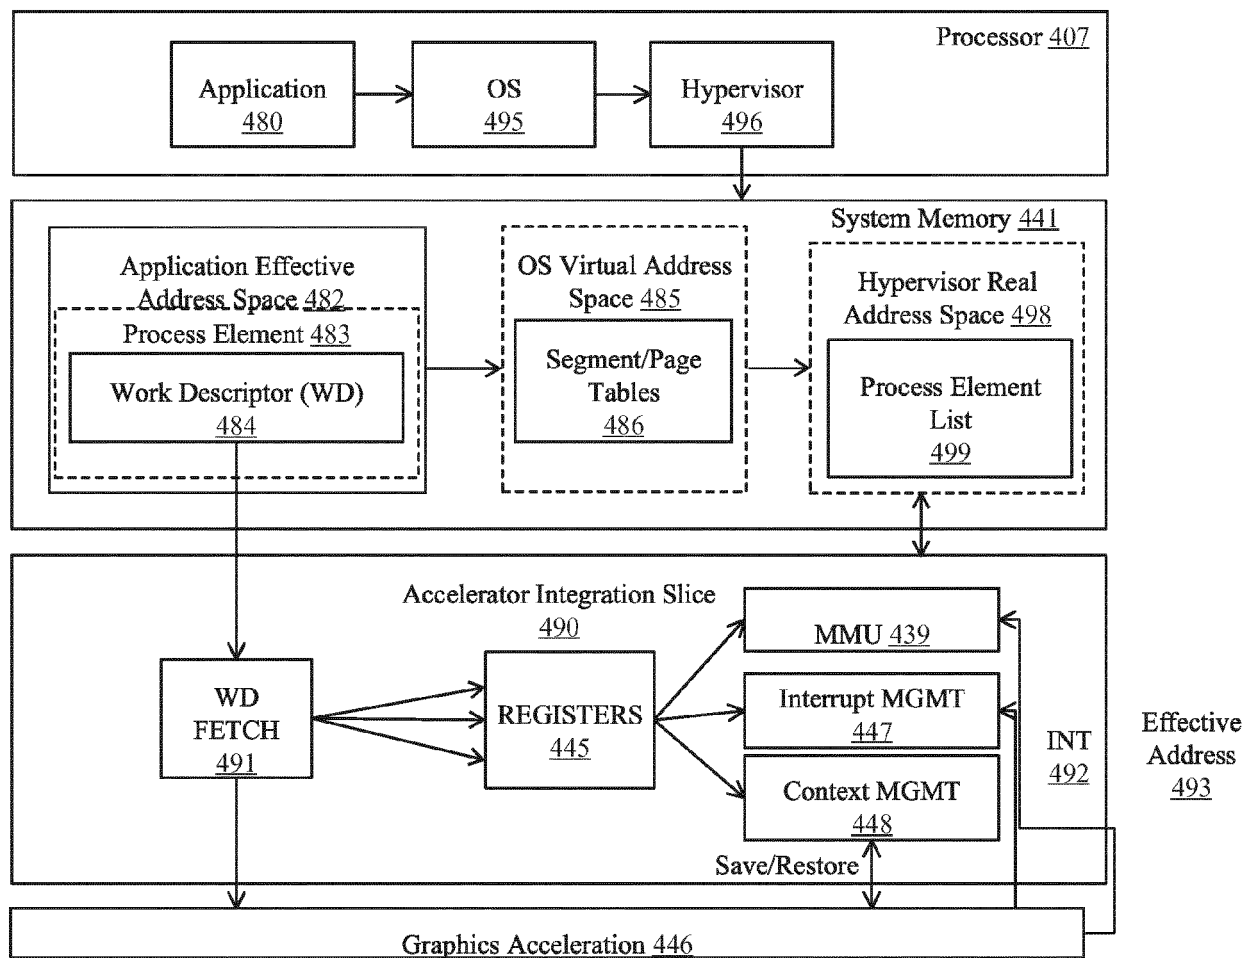 Processor 407
Application
480
OS
495
Hypervisor
496
System Memory 441
Application Effective
Address Space 482
Process Element 483
Work Descriptor (WD)
484
OS Virtual Address
Space 485
Segment/Page
Tables
486
Hypervisor Real
Address Space 498
Process Element
List
499
Accelerator Integration Slice
490
WD
FETCH
491
REGISTERS
445
MMU 439
Interrupt MGMT
447
Context MGMT
448
Save/Restore
INT
492
Effective
Address
493
Graphics Acceleration 446